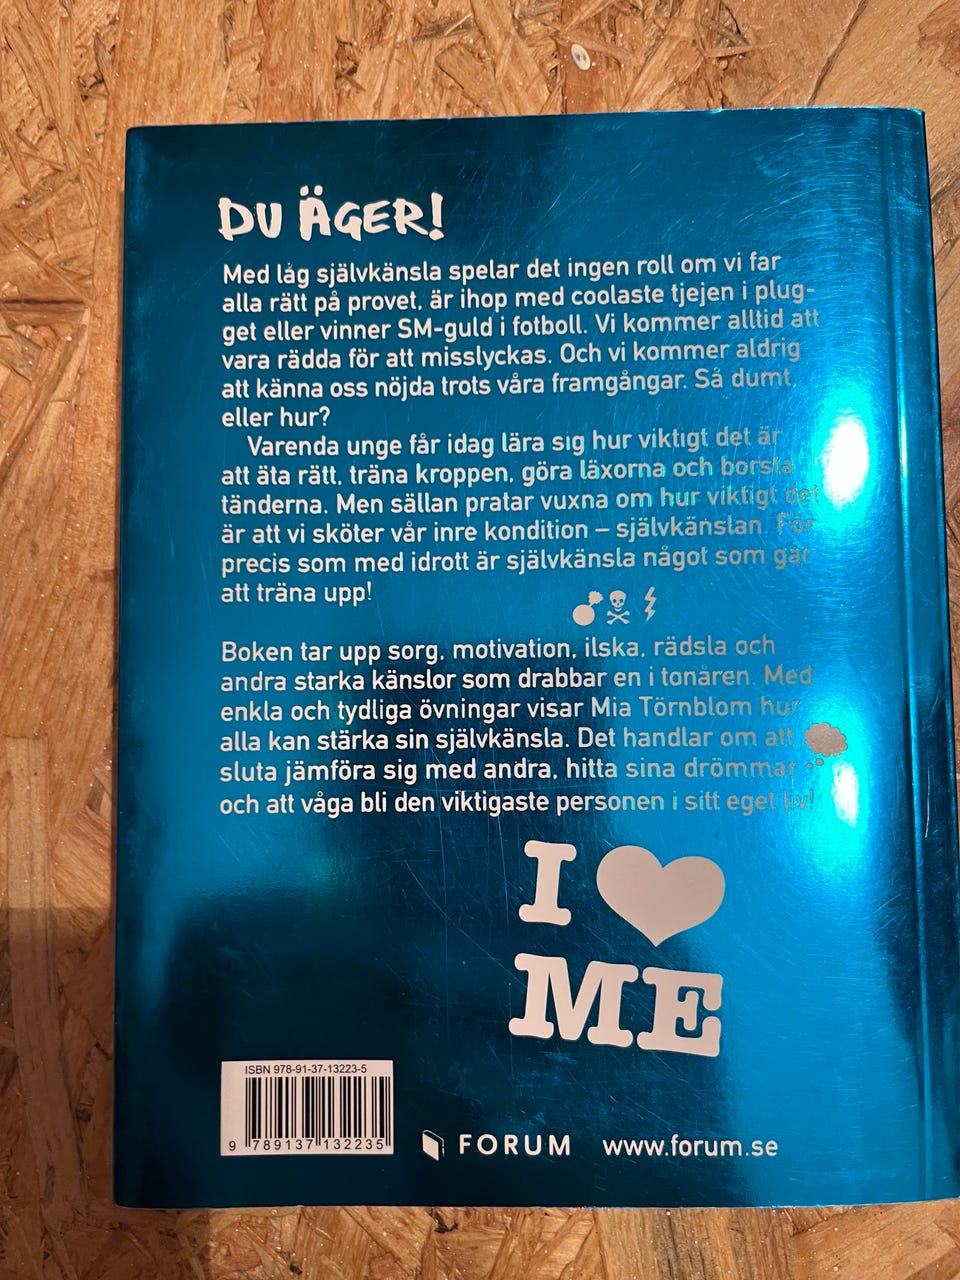 DU ÄGER!
Med låg självkänsla spelar det ingen roll om vi får
alla rätt på provet, är ihop med coolaste tjejen i plug-
get eller vinner SM-guld i fotboll. Vi kommer alltid att
vara rädda för att misslyckas. Och vi kommer aldrig
att känna oss nöjda trots våra framgångar. Så dumt,
eller hur?
Varenda unge får idag lära sig hur viktigt det är
att äta rätt, träna kroppen, göra läxorna och borsta
tänderna. Men sällan pratar vuxna om hur viktigt det
är att vi sköter vår inre kondition – självkänslan. För
precis som med idrott är självkänsla något som går
att träna upp!
Boken tar upp sorg, motivation, ilska, rädsla och
andra starka känslor som drabbar en i tonåren. Med
enkla och tydliga övningar visar Mia Törnblom hur
alla kan stärka sin självkänsla. Det handlar om att
sluta jämföra sig med andra, hitta sina drömmar
och att våga bli den viktigaste personen i sitt eget liv!
I
ME
ISBN 978-91-37-13223-5
9 789137 132235
FORUM www.forum.se